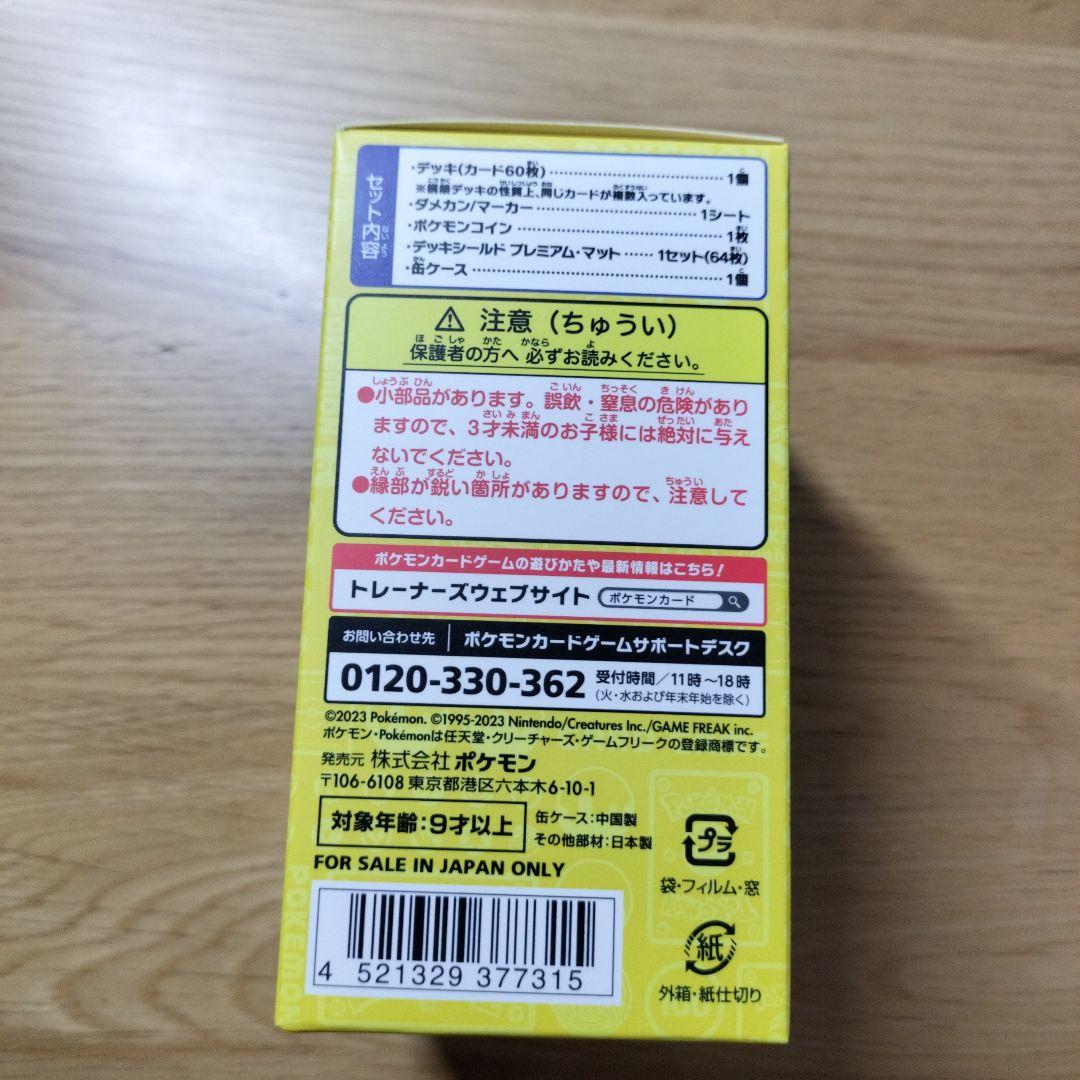 セット内容
・デッキ(カード60枚) 1個
※構築デッキの性質上、同じカードが複数入っています。
・ダメカン/マーカー 1シート
・ポケモンコイン 1枚
・デッキシールド プレミアム・マット 1セット(64枚)
・缶ケース 1個
⚠ 注意(ちゅうい)
保護者の方へ 必ずお読みください。
●小部品があります。誤飲・窒息の危険があり
ますので、3才未満のお子様には絶対に与え
ないでください。
●縁部が鋭い箇所がありますので、注意して
ください。
ポケモンカードゲームの遊びかたや最新情報はこちら!
トレーナーズウェブサイト ポケモンカード
お問い合わせ先 ポケモンカードゲームサポートデスク
0120-330-362 受付時間/11時~18時
(火・水および年末年始を除く)
©2023 Pokémon. ©1995-2023 Nintendo/Creatures Inc./GAME FREAK inc.
ポケモン・Pokémonは任天堂・クリーチャーズ・ゲームフリークの登録商標です。
発売元 株式会社ポケモン
〒106-6108 東京都港区六本木6-10-1
対象年齢:9才以上
缶ケース:中国製
その他部材:日本製
FOR SALE IN JAPAN ONLY
プラ
袋・フィルム・窓
紙
外箱・紙仕切り
4 521329 377315
POKÉMON